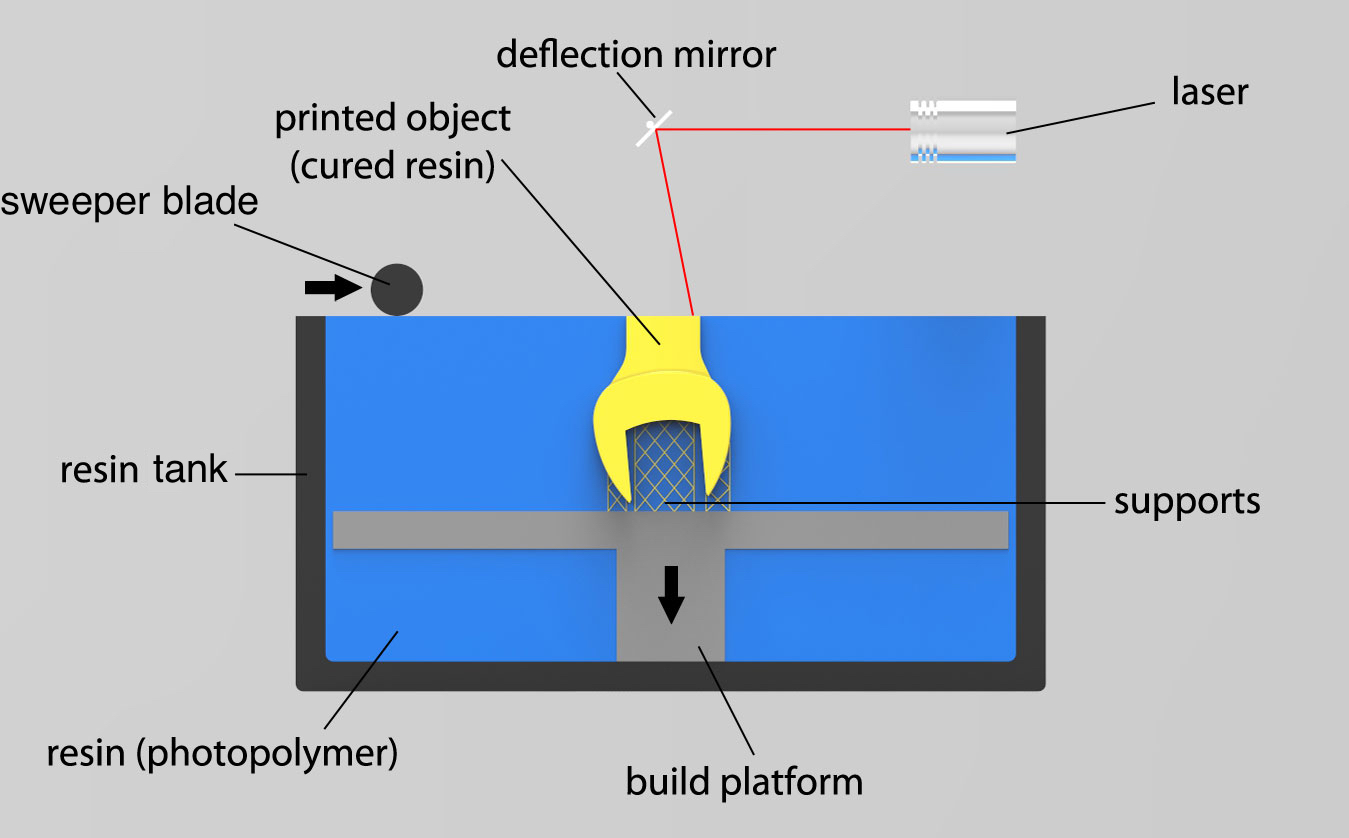 deflection mirror
laser
printed object
(cured resin)
sweeper blade
resin tank
supports
resin (photopolymer)
build platform